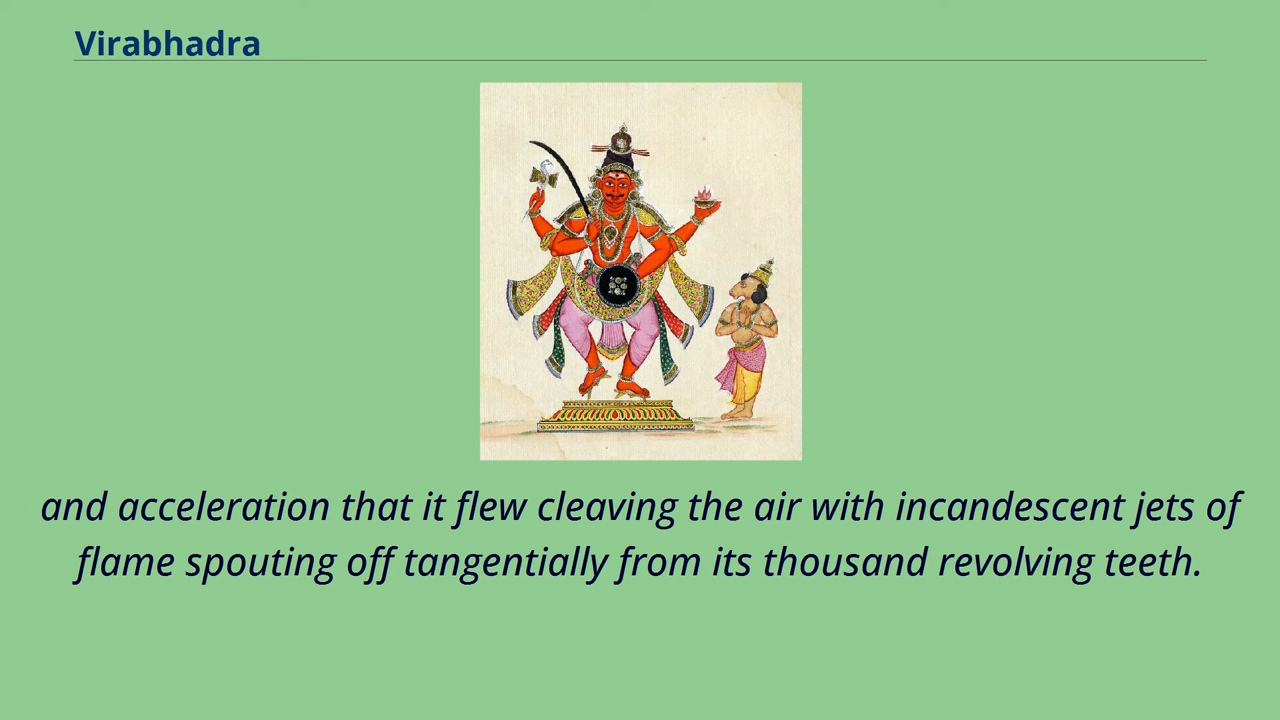 Virabhadra
and acceleration that it flew cleaving the air with incandescent jets of
flame spouting off tangentially from its thousand revolving teeth.